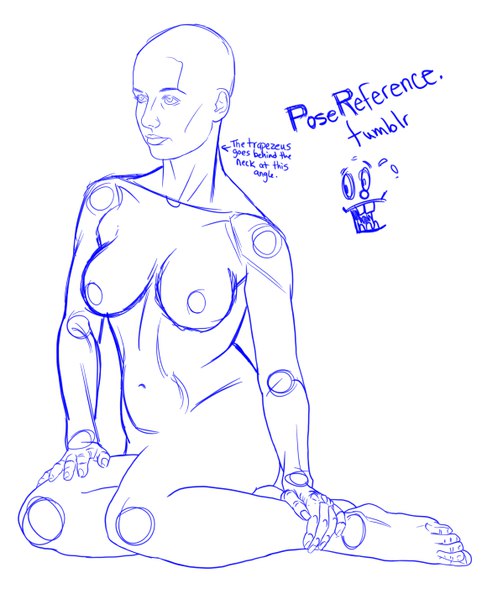 PoseReference.
tumblr
The trapezeus
goes behind the
neck at this
angle.